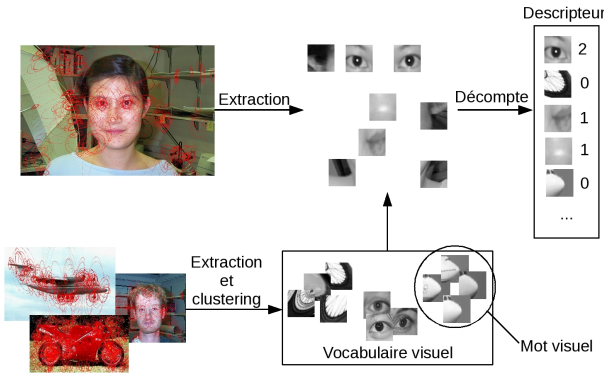 Descripteur
Extraction
Décompte
2
0
1
1
0
...
Extraction
et
clustering
Vocabulaire visuel
Mot visuel